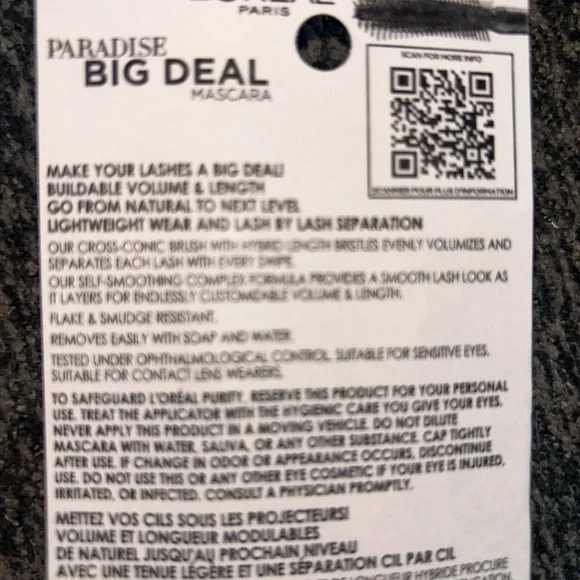 L'ORÉAL
PARIS
PARADISE
BIG DEAL
MASCARA
SCAN FOR MORE INFO
SCANNER POUR PLUS D'INFORMATION
MAKE YOUR LASHES A BIG DEAL!
BUILDABLE VOLUME & LENGTH
GO FROM NATURAL TO NEXT LEVEL
LIGHTWEIGHT WEAR AND LASH BY LASH SEPARATION
OUR CROSS-CONIC BRUSH WITH HYBRID LENGTH BRISTLES EVENLY VOLUMIZES AND
SEPARATES EACH LASH WITH EVERY SWIPE.
OUR SELF-SMOOTHING COMPLEX FORMULA PROVIDES A SMOOTH LASH LOOK AS
IT LAYERS FOR ENDLESSLY CUSTOMIZABLE VOLUME & LENGTH.
FLAKE & SMUDGE RESISTANT.
REMOVES EASILY WITH SOAP AND WATER.
TESTED UNDER OPHTHALMOLOGICAL CONTROL. SUITABLE FOR SENSITIVE EYES.
SUITABLE FOR CONTACT LENS WEARERS.
TO SAFEGUARD L'ORÉAL PURITY. RESERVE THIS PRODUCT FOR YOUR PERSONAL
USE. TREAT THE APPLICATOR WITH THE HYGIENIC CARE YOU GIVE YOUR EYES.
NEVER APPLY THIS PRODUCT IN A MOVING VEHICLE. DO NOT DILUTE
MASCARA WITH WATER, SALIVA, OR ANY OTHER SUBSTANCE. CAP TIGHTLY
AFTER USE. IF CHANGE IN ODOR OR APPEARANCE OCCURS, DISCONTINUE
USE. DO NOT USE THIS OR ANY OTHER EYE COSMETIC IF YOUR EYE IS INJURED,
IRRITATED, OR INFECTED. CONSULT A PHYSICIAN PROMPTLY.
METTEZ VOS CILS SOUS LES PROJECTEURS!
VOLUME ET LONGUEUR MODULABLES
DE NATUREL JUSQU'AU PROCHAIN NIVEAU
AVEC UNE TENUE LÉGÈRE ET UNE SÉPARATION CIL PAR CIL
LONGUEUR HYBRIDE PROCURE